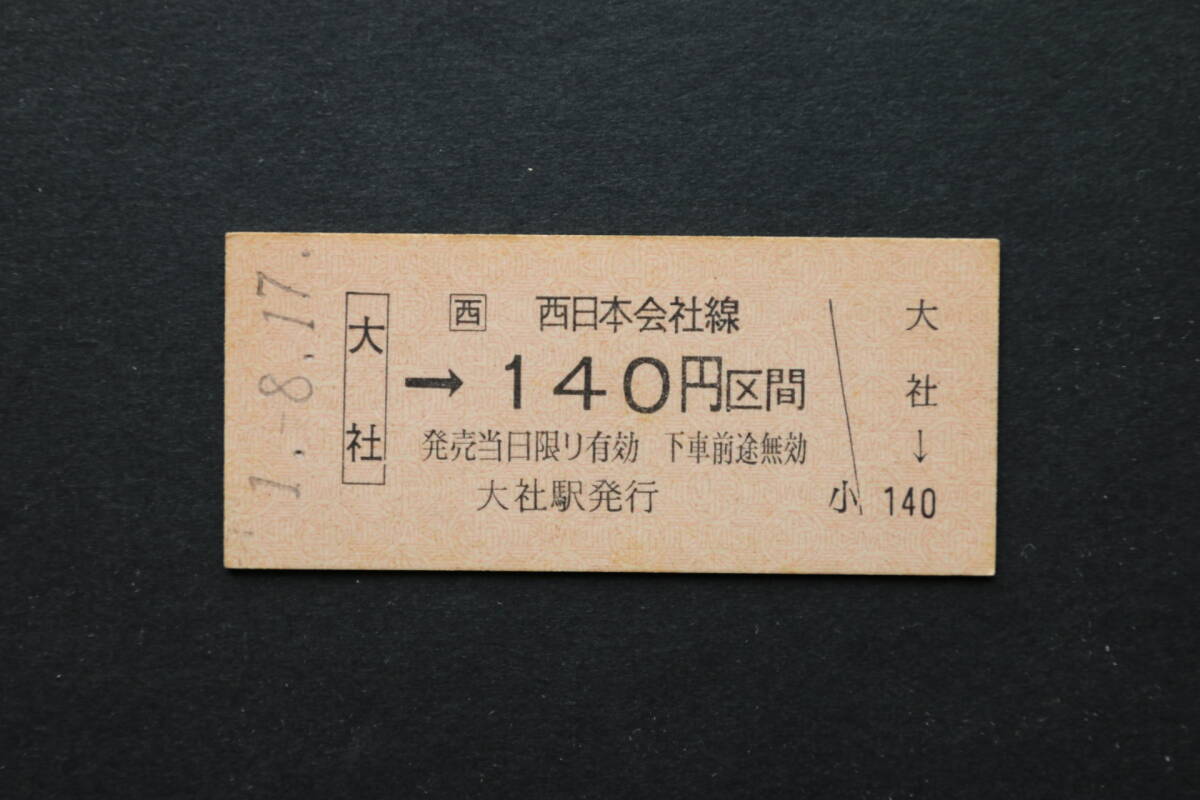 1.-8.17.
大社
西 西日本会社線
→140円区間
発売当日限り有効 下車前途無効
大社駅発行
小
大社
↓
140